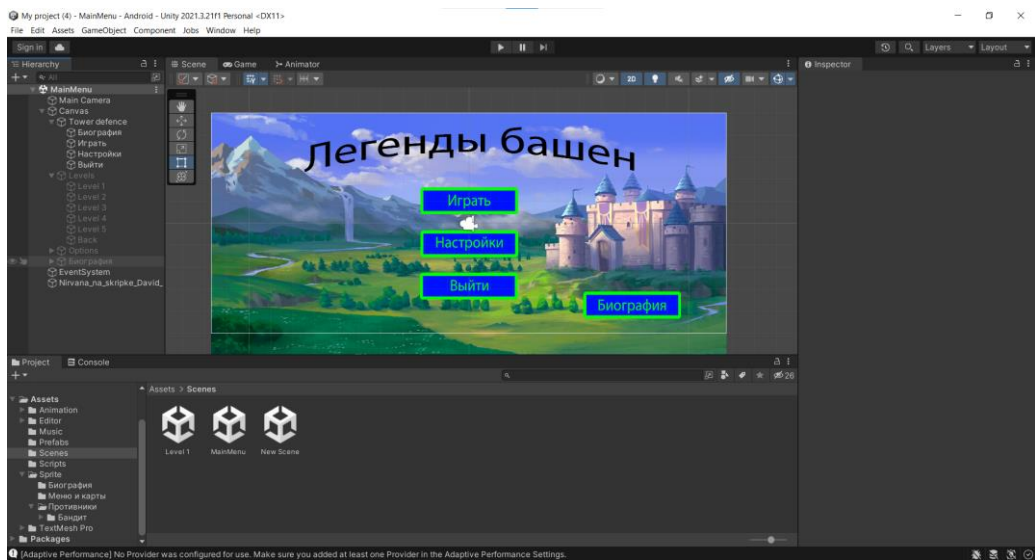 My project (4) - MainMenu - Android - Unity 2021.3.21f1 Personal <DX11>
File Edit Assets GameObject Component Jobs Window Help
Sign in
Layers Layout
Hierarchy
Scene Game Animator
Inspector
All
2D
MainMenu
Main Camera
Canvas
Tower defence
Биография
Играть
Настройки
Выйти
Levels
Level 1
Level 2
Level 3
Level 4
Level 5
Back
Options
Биография
EventSystem
Nirvana_na_skripke_David_
Легенды башен
Играть
Настройки
Выйти
Биография
Project Console
26
Assets
Animation
Editor
Music
Prefabs
Scenes
Scripts
Sprite
Биография
Меню и карты
Противники
Бандит
TextMesh Pro
Packages
Assets > Scenes
Level 1 MainMenu New Scene
[Adaptive Performance] No Provider was configured for use. Make sure you added at least one Provider in the Adaptive Performance Settings.